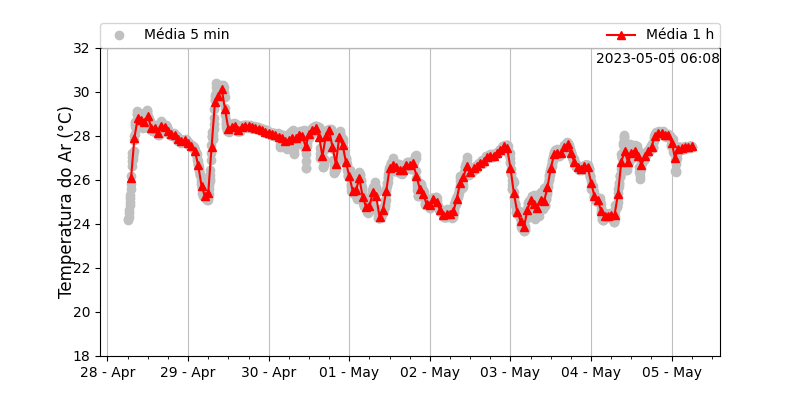 Média 5 min
Média 1 h
2023-05-05 06:08
Temperatura do Ar (°C)
32
30
28
26
24
22
20
18
28 - Apr
29 - Apr
30 - Apr
01 - May
02 - May
03 - May
04 - May
05 - May